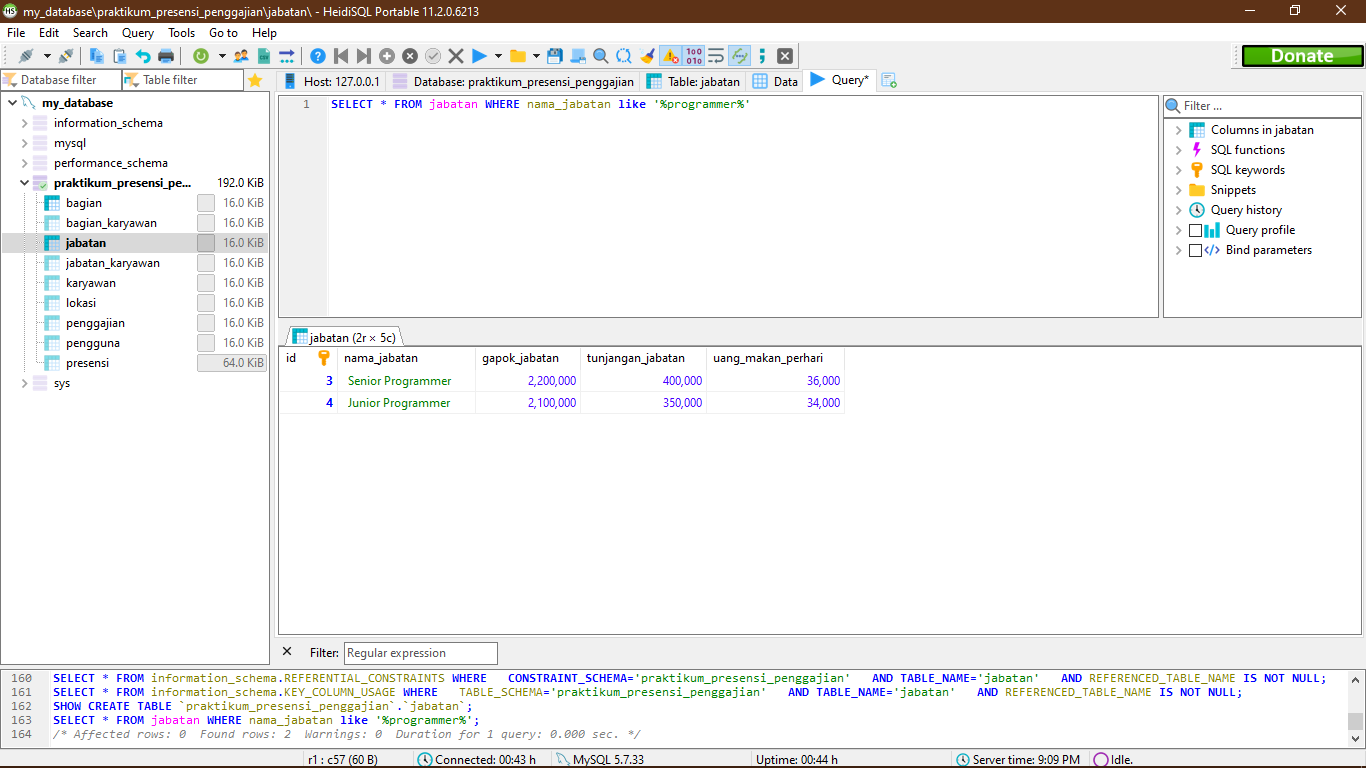 my_database\praktikum_presensi_penggajian\jabatan\ - HeidiSQL Portable 11.2.0.6213
File Edit Search Query Tools Go to Help
Donate
Database filter Table filter
Host: 127.0.0.1 Database: praktikum_presensi_penggajian Table: jabatan Data Query*
my_database
information_schema
mysql
performance_schema
praktikum_presensi_pe... 192.0 KiB
bagian 16.0 KiB
bagian_karyawan 16.0 KiB
jabatan 16.0 KiB
jabatan_karyawan 16.0 KiB
karyawan 16.0 KiB
lokasi 16.0 KiB
penggajian 16.0 KiB
pengguna 16.0 KiB
presensi 64.0 KiB
sys
1 SELECT * FROM jabatan WHERE nama_jabatan like '%programmer%'
Filter ...
Columns in jabatan
SQL functions
SQL keywords
Snippets
Query history
Query profile
Bind parameters
jabatan (2r × 5c)
id nama_jabatan gapok_jabatan tunjangan_jabatan uang_makan_perhari
3 Senior Programmer 2,200,000 400,000 36,000
4 Junior Programmer 2,100,000 350,000 34,000
Filter: Regular expression
160 SELECT * FROM information_schema.REFERENTIAL_CONSTRAINTS WHERE CONSTRAINT_SCHEMA='praktikum_presensi_penggajian' AND TABLE_NAME='jabatan' AND REFERENCED_TABLE_NAME IS NOT NULL;
161 SELECT * FROM information_schema.KEY_COLUMN_USAGE WHERE TABLE_SCHEMA='praktikum_presensi_penggajian' AND TABLE_NAME='jabatan' AND REFERENCED_TABLE_NAME IS NOT NULL;
162 SHOW CREATE TABLE `praktikum_presensi_penggajian`.`jabatan`;
163 SELECT * FROM jabatan WHERE nama_jabatan like '%programmer%';
164 /* Affected rows: 0 Found rows: 2 Warnings: 0 Duration for 1 query: 0.000 sec. */
r1 : c57 (60 B) Connected: 00:43 h MySQL 5.7.33 Uptime: 00:44 h Server time: 9:09 PM Idle.